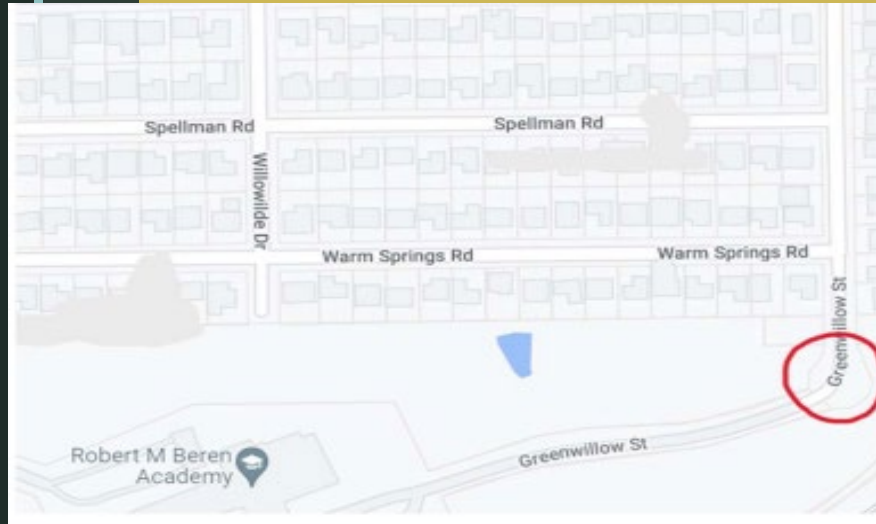 Spellman Rd
Spellman Rd
Willowilde Dr
Warm Springs Rd
Warm Springs Rd
Greenwillow St
Greenwillow St
Robert M Beren
Academy